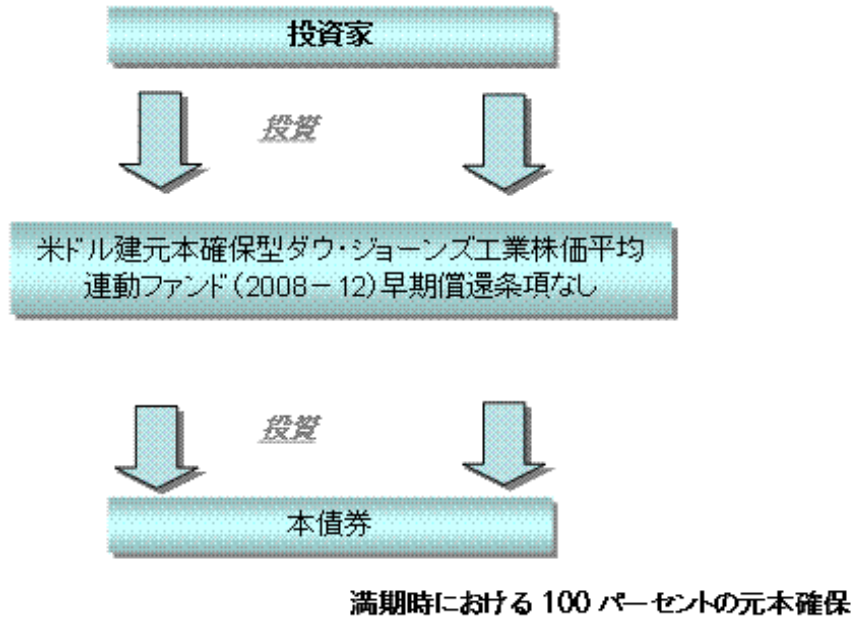 投資家
投資
米ドル建元本確保型ダウ・ジョーンズ工業株価平均
連動ファンド（2008－12）早期償還条項なし
投資
本債券
満期時における 100 パーセントの元本確保